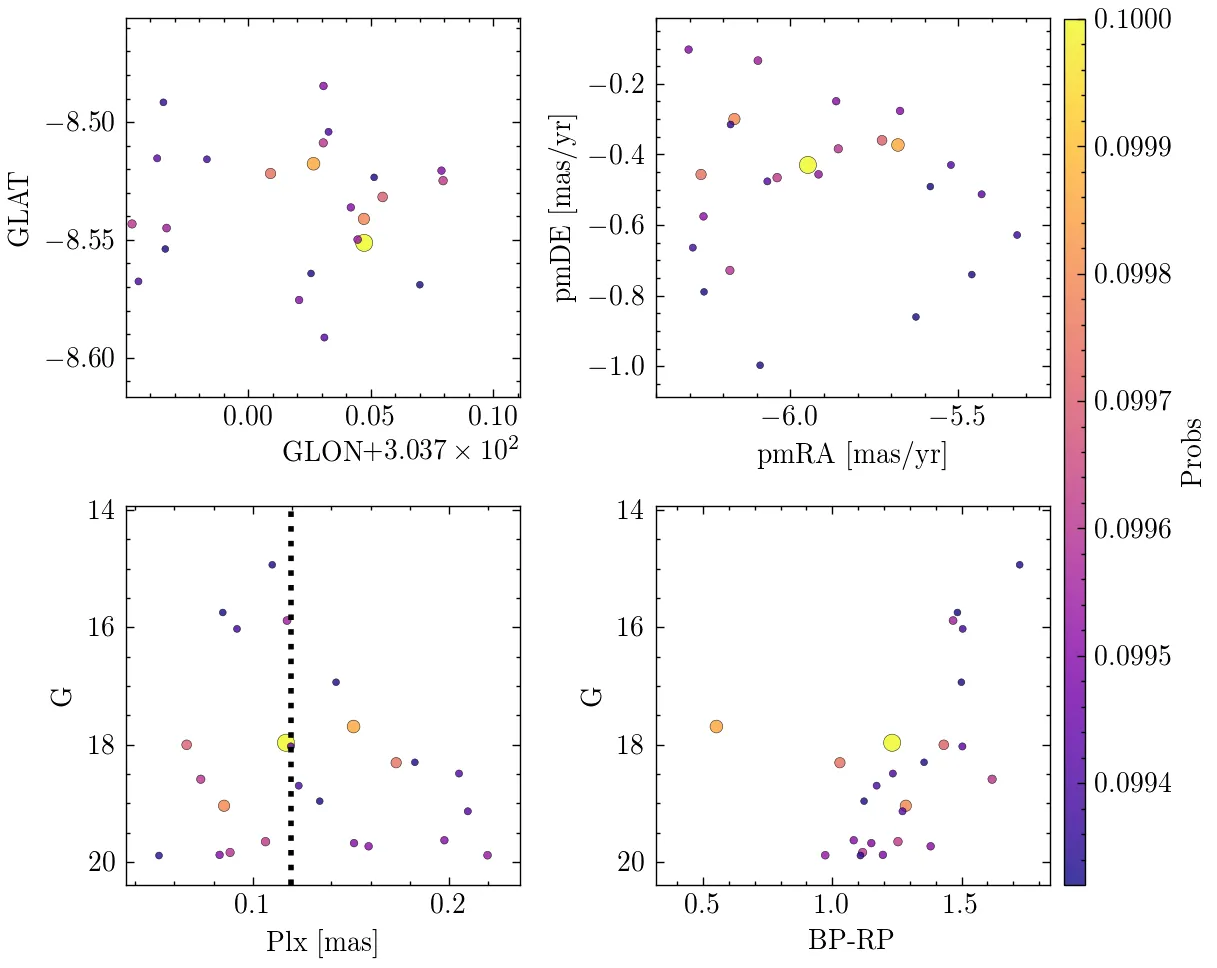 −8.50
−8.55
−8.60
GLAT
0.00 0.05 0.10
GLON+3.037 × 10²
−0.2
−0.4
−0.6
−0.8
−1.0
pmDE [mas/yr]
−6.0 −5.5
pmRA [mas/yr]
14
16
18
20
G
0.1 0.2
Plx [mas]
14
16
18
20
G
0.5 1.0 1.5
BP-RP
0.1000
0.0999
0.0998
0.0997
0.0996
0.0995
0.0994
Probs